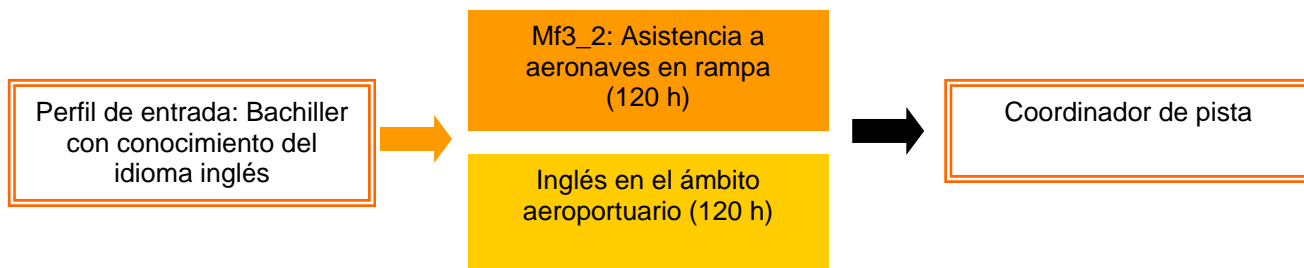 Perfil de entrada: Bachiller
con conocimiento del
idioma inglés
Mf3_2: Asistencia a
aeronaves en rampa
(120 h)
Inglés en el ámbito
aeroportuario (120 h)
Coordinador de pista